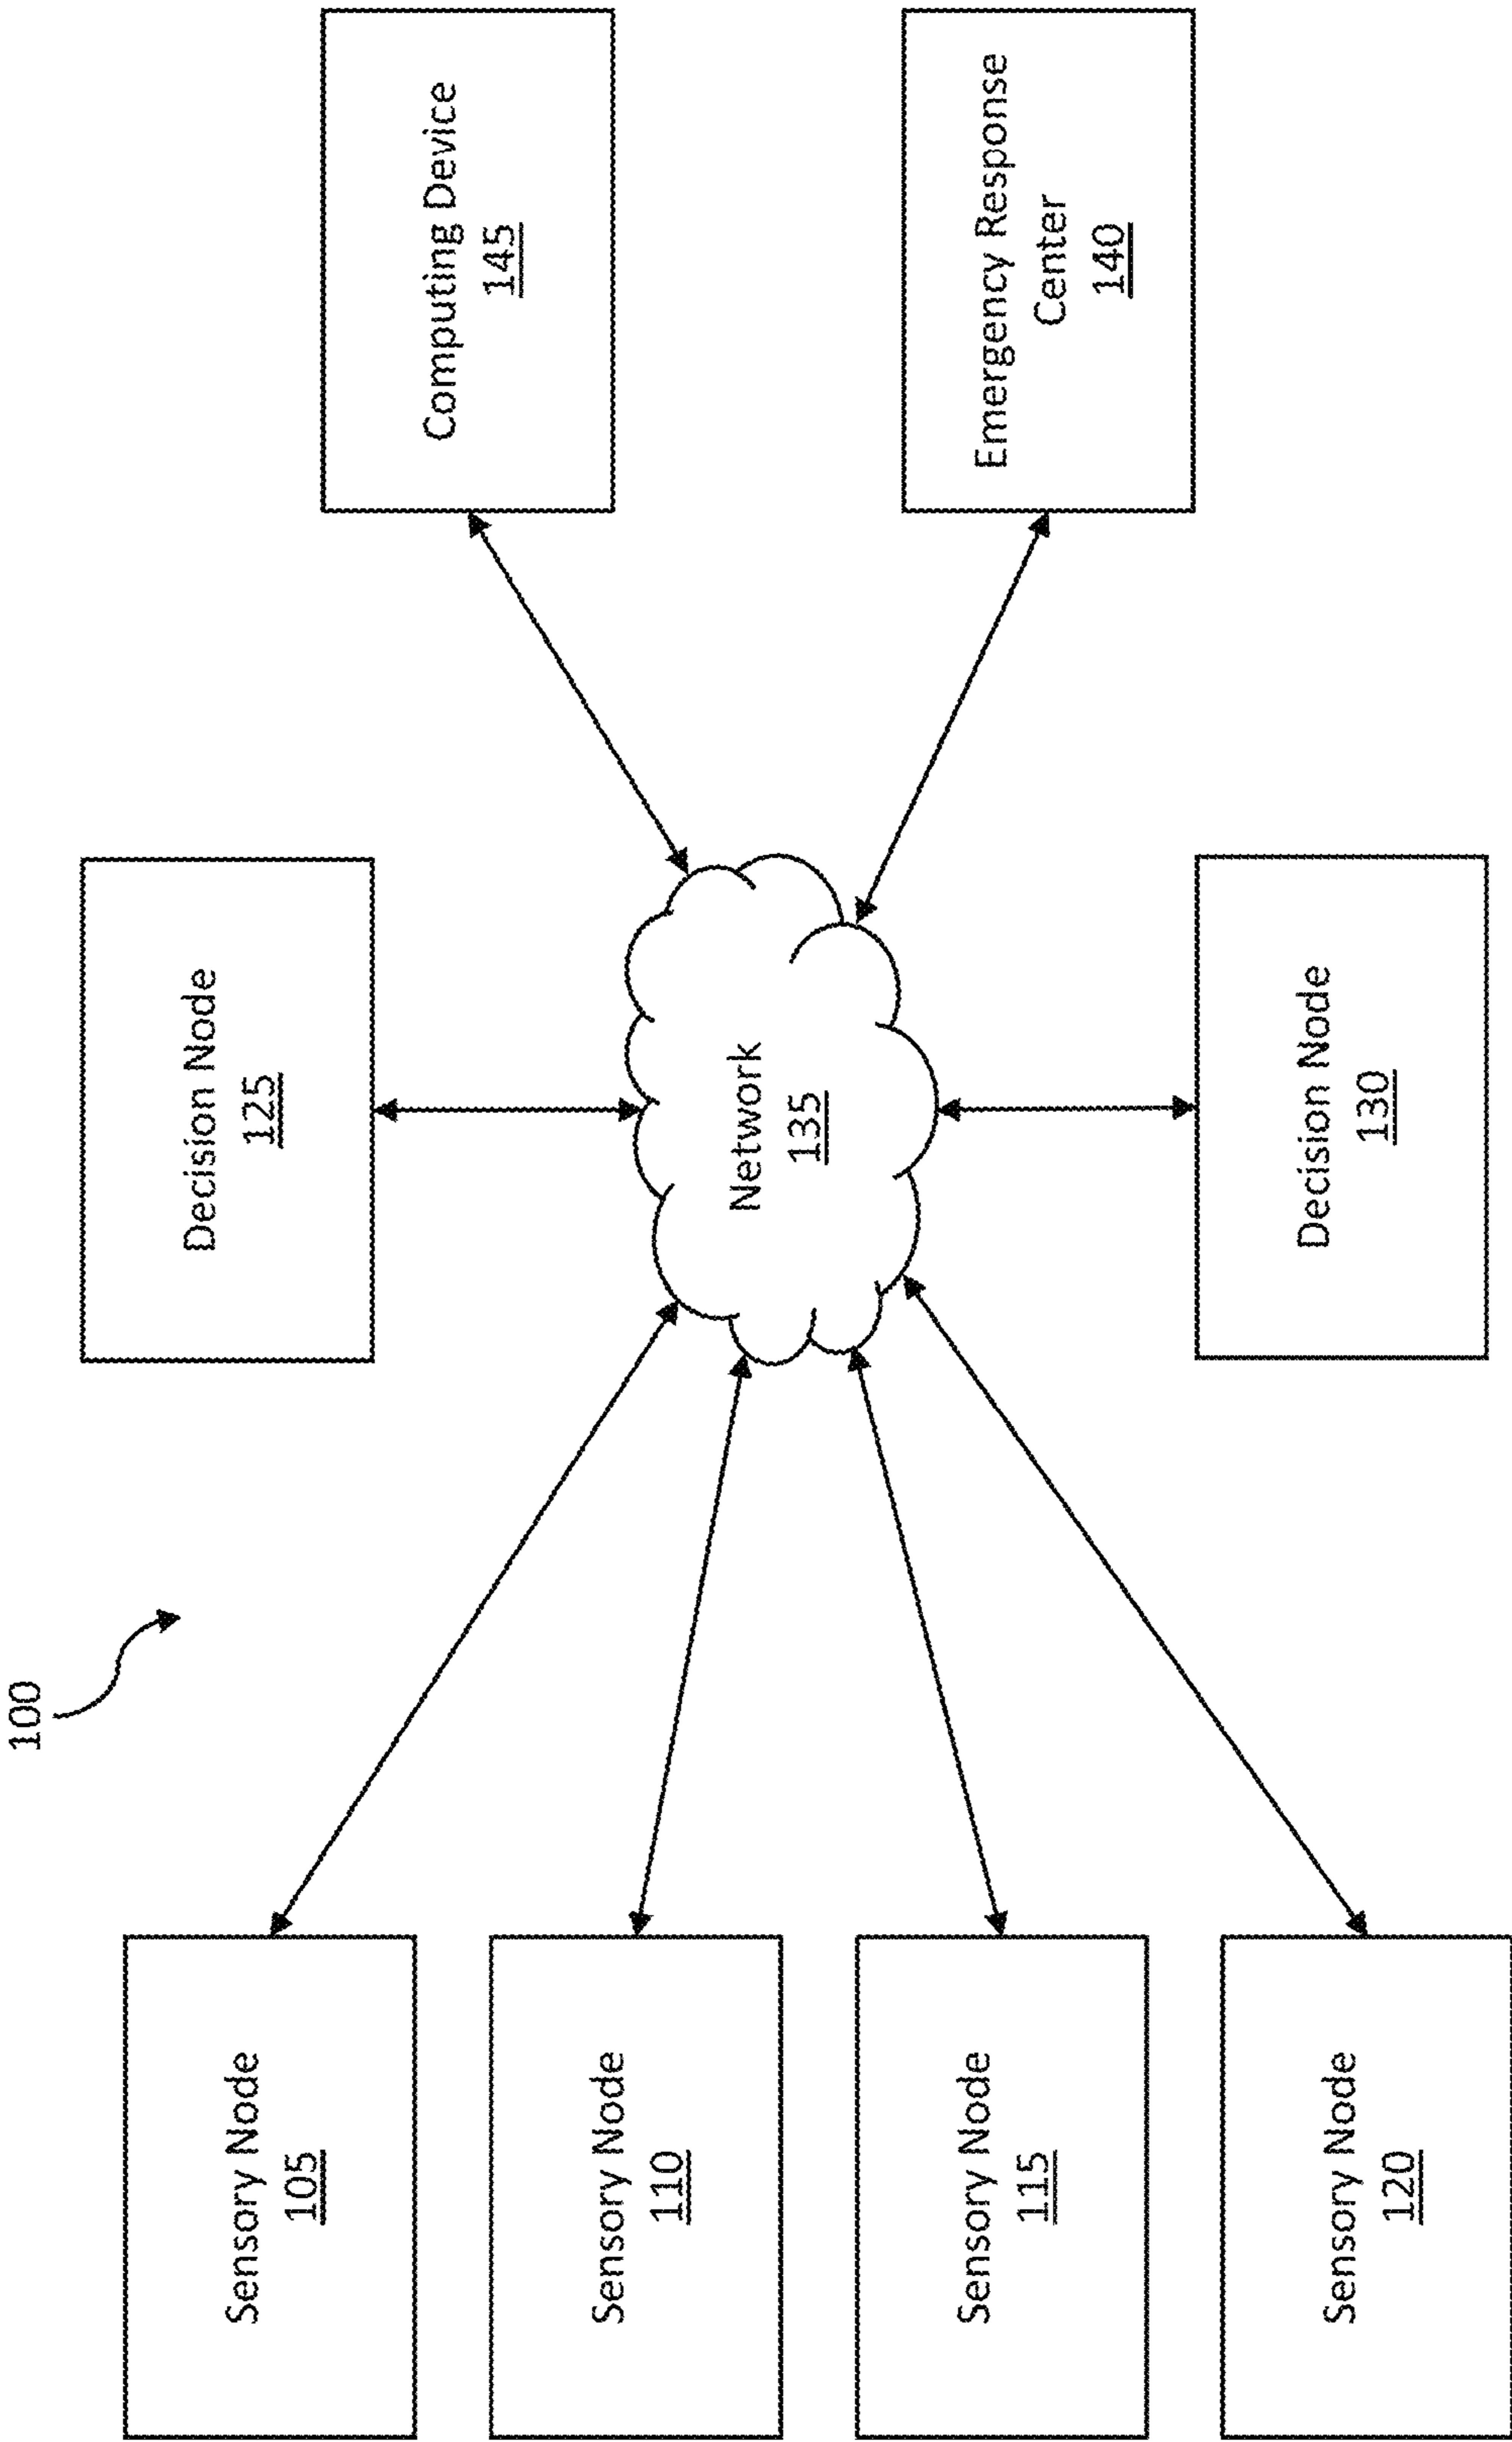 100
Sensory Node
105
Sensory Node
110
Sensory Node
115
Sensory Node
120
Decision Node
125
Network
135
Decision Node
130
Computing Device
145
Emergency Response
Center
140